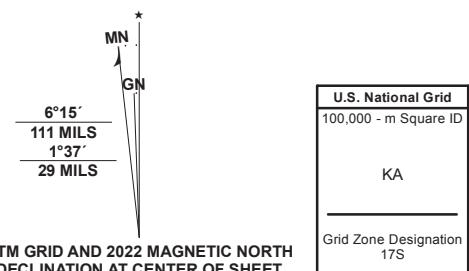 MN
GN
6°15´
111 MILS
1°37´
29 MILS
TM GRID AND 2022 MAGNETIC NORTH
DECLINATION AT CENTER OF SHEET
U.S. National Grid
100,000 - m Square ID
KA
Grid Zone Designation
17S